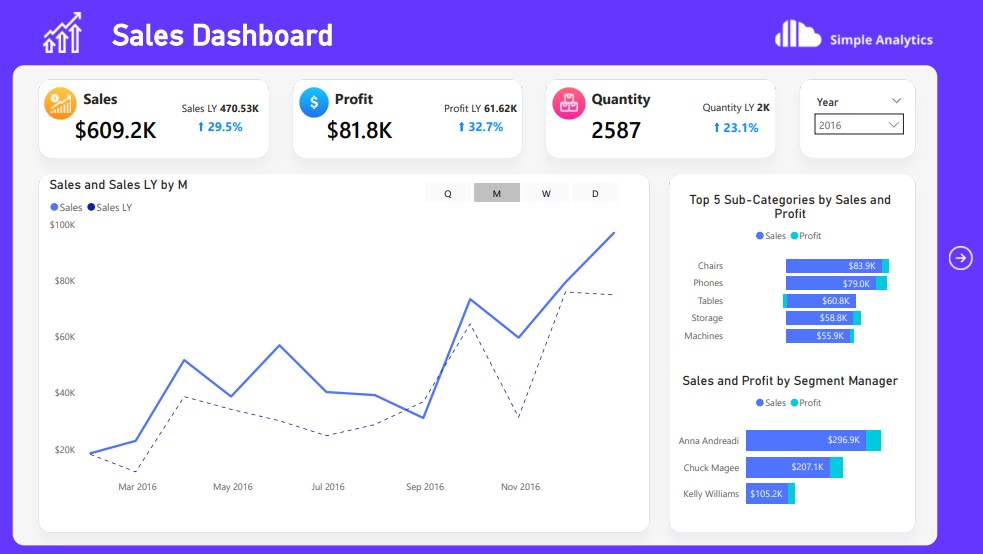 Sales Dashboard
Simple Analytics
Sales
Sales LY 470.53K
$609.2K
⬆ 29.5%
Profit
Profit LY 61.62K
$81.8K
⬆ 32.7%
Quantity
Quantity LY 2K
2587
⬆ 23.1%
Year
2016
Sales and Sales LY by M
Q M W D
Sales Sales LY
$100K
$80K
$60K
$40K
$20K
Mar 2016 May 2016 Jul 2016 Sep 2016 Nov 2016
Top 5 Sub-Categories by Sales and
Profit
Sales Profit
Chairs $83.9K
Phones $79.0K
Tables $60.8K
Storage $58.8K
Machines $55.9K
Sales and Profit by Segment Manager
Sales Profit
Anna Andreadi $296.9K
Chuck Magee $207.1K
Kelly Williams $105.2K